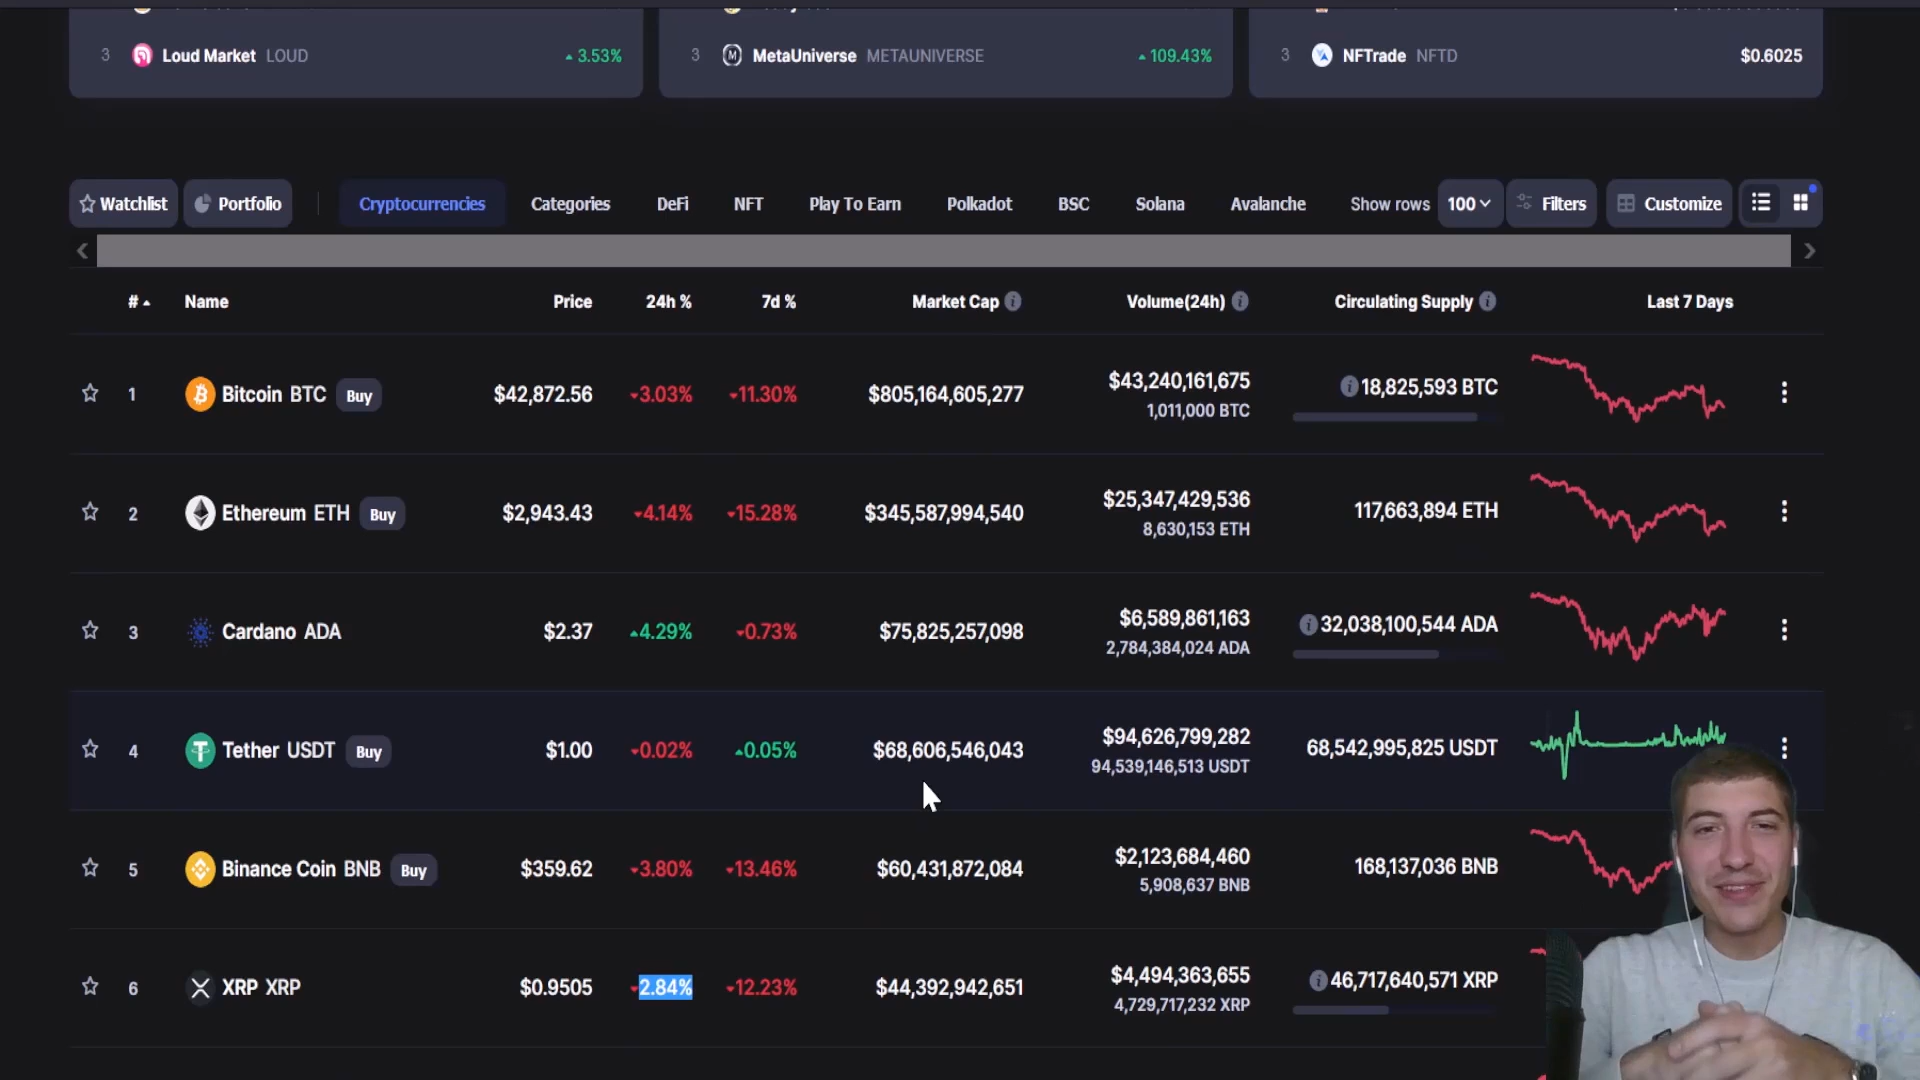 3 Loud Market LOUD 3.53%
3 MetaUniverse METAUNIVERSE 109.43%
3 NFTrade NFTD $0.6025
Watchlist Portfolio Cryptocurrencies Categories DeFi NFT Play To Earn Polkadot BSC Solana Avalanche Show rows 100 Filters Customize
# Name Price 24h % 7d % Market Cap Volume(24h) Circulating Supply Last 7 Days
1 Bitcoin BTC Buy $42,872.56 3.03% 11.30% $805,164,605,277 $43,240,161,675 18,825,593 BTC
1,011,000 BTC
2 Ethereum ETH Buy $2,943.43 4.14% 15.28% $345,587,994,540 $25,347,429,536 117,663,894 ETH
8,630,153 ETH
3 Cardano ADA $2.37 4.29% 0.73% $75,825,257,098 $6,589,861,163 32,038,100,544 ADA
2,784,384,024 ADA
4 Tether USDT Buy $1.00 0.02% 0.05% $68,606,546,043 $94,626,799,282 68,542,995,825 USDT
94,539,146,513 USDT
5 Binance Coin BNB Buy $359.62 3.80% 13.46% $60,431,872,084 $2,123,684,460 168,137,036 BNB
5,908,637 BNB
6 XRP XRP $0.9505 2.84% 12.23% $44,392,942,651 $4,494,363,655 46,717,640,571 XRP
4,729,717,232 XRP